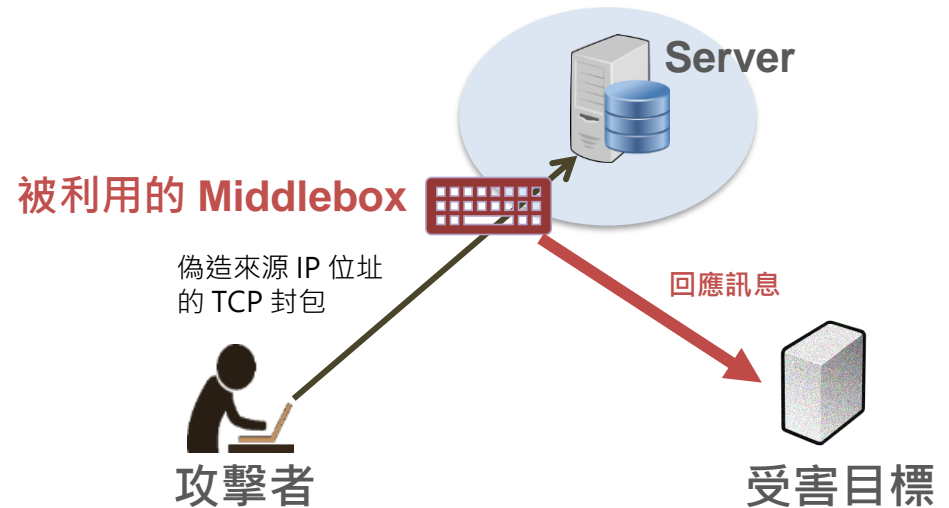 Server
被利用的 Middlebox
偽造來源 IP 位址
的 TCP 封包
回應訊息
攻擊者
受害目標